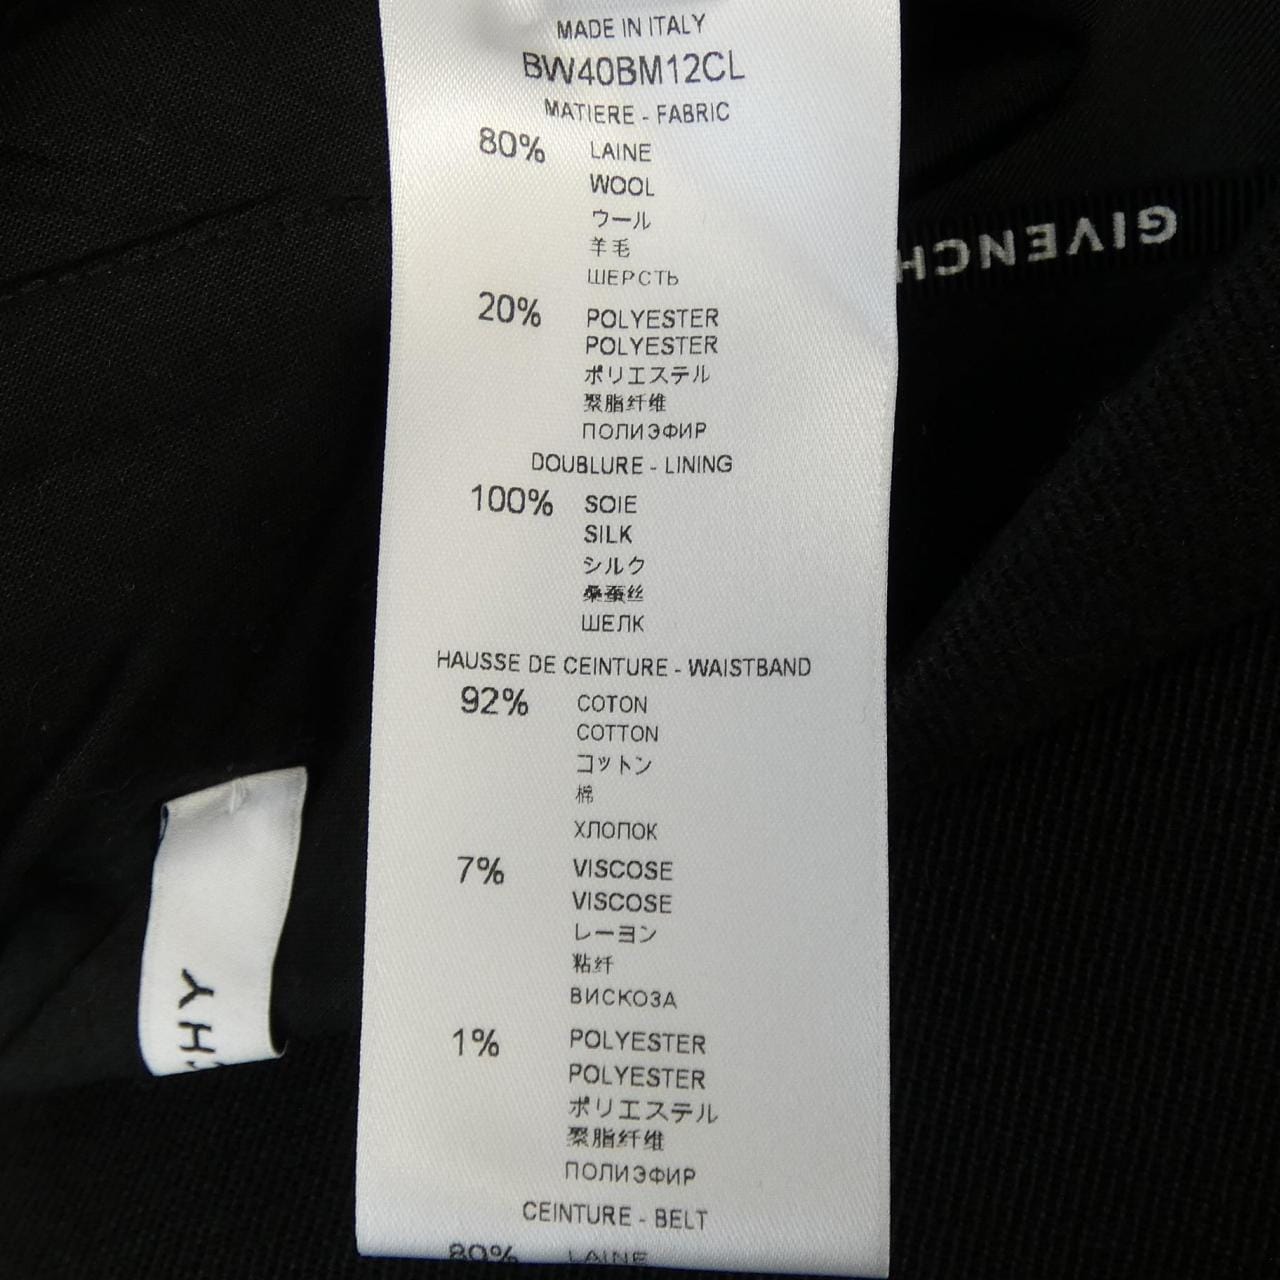 MADE IN ITALY
BW40BM12CL
MATIERE - FABRIC
80% LAINE
WOOL
ウール
羊毛
ШЕРСТЬ
20% POLYESTER
POLYESTER
ポリエステル
聚脂纤维
ПОЛИЭФИР
DOUBLURE - LINING
100% SOIE
SILK
シルク
桑蚕丝
ШЕЛК
HAUSSE DE CEINTURE - WAISTBAND
92% COTON
COTTON
コットン
棉
ХЛОПОК
7% VISCOSE
VISCOSE
レーヨン
粘纤
ВИСКОЗА
1% POLYESTER
POLYESTER
ポリエステル
聚脂纤维
ПОЛИЭФИР
CEINTURE - BELT
80% LAINE
GIVENCH
CHY